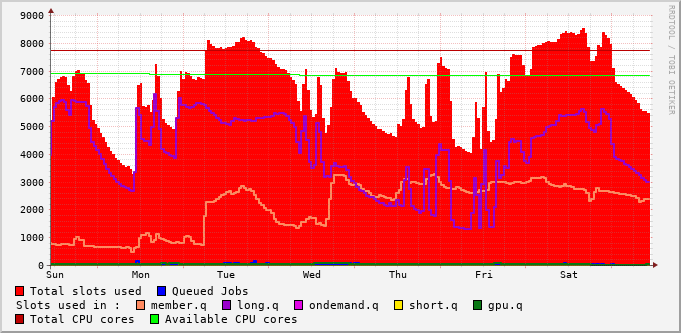 9000
8000
7000
6000
5000
4000
3000
2000
1000
0
Sun Mon Tue Wed Thu Fri Sat
RRDTOOL / TOBI OETIKER
Total slots used Queued Jobs
Slots used in : member.q long.q ondemand.q short.q gpu.q
Total CPU cores Available CPU cores